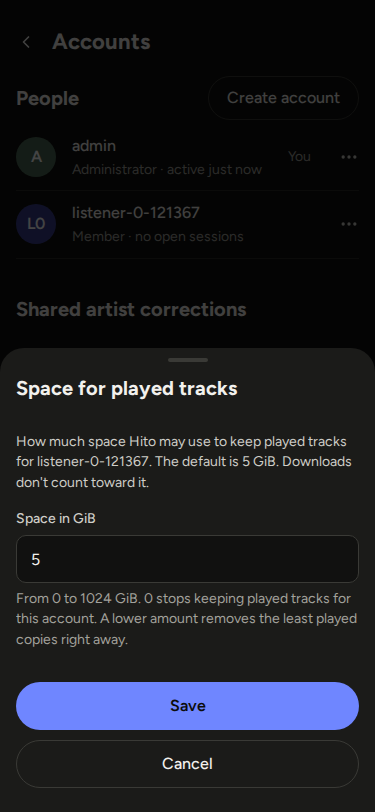 Accounts
People
Create account
A
admin
Administrator · active just now
You
L0
listener-0-121367
Member · no open sessions
Shared artist corrections
Space for played tracks
How much space Hito may use to keep played tracks
for listener-0-121367. The default is 5 GiB. Downloads
don't count toward it.
Space in GiB
5
From 0 to 1024 GiB. 0 stops keeping played tracks for
this account. A lower amount removes the least played
copies right away.
Save
Cancel